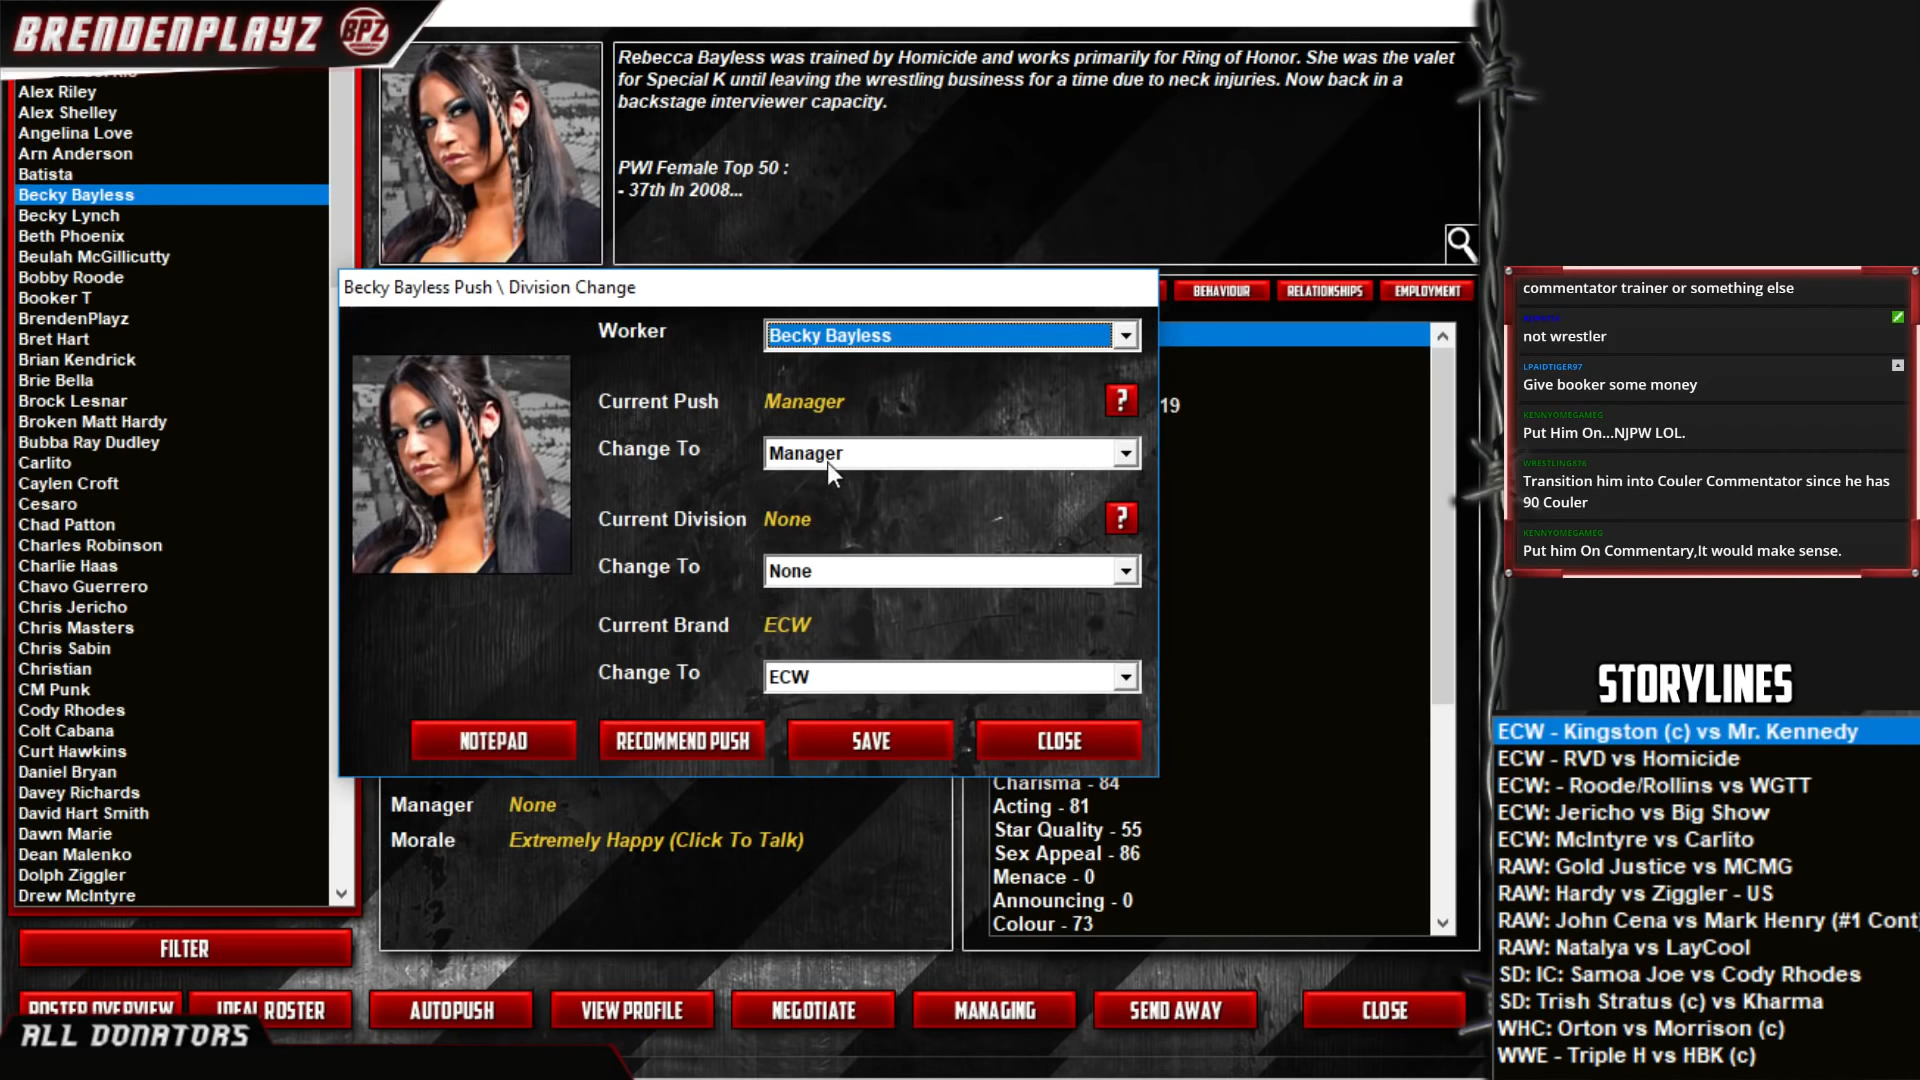 BRENDENPLAYZ
BPZ
Alex Riley
Alex Shelley
Angelina Love
Arn Anderson
Batista
Becky Bayless
Becky Lynch
Beth Phoenix
Beulah McGillicutty
Bobby Roode
Booker T
BrendenPlayz
Bret Hart
Brian Kendrick
Brie Bella
Brock Lesnar
Broken Matt Hardy
Bubba Ray Dudley
Carlito
Caylen Croft
Cesaro
Chad Patton
Charles Robinson
Charlie Haas
Chavo Guerrero
Chris Jericho
Chris Masters
Chris Sabin
Christian
CM Punk
Cody Rhodes
Colt Cabana
Curt Hawkins
Daniel Bryan
Davey Richards
David Hart Smith
Dawn Marie
Dean Malenko
Dolph Ziggler
Drew McIntyre
FILTER
ROSTER OVERVIEW
IDEAL ROSTER
AUTOPUSH
VIEW PROFILE
NEGOTIATE
MANAGING
SEND AWAY
CLOSE
ALL DONATORS
Rebecca Bayless was trained by Homicide and works primarily for Ring of Honor. She was the valet
for Special K until leaving the wrestling business for a time due to neck injuries. Now back in a
backstage interviewer capacity.
PWI Female Top 50 :
- 37th In 2008...
BEHAVIOUR
RELATIONSHIPS
EMPLOYMENT
Becky Bayless Push \ Division Change
Worker
Becky Bayless
Current Push
Manager
?
Change To
Manager
Current Division
None
?
Change To
None
Current Brand
ECW
Change To
ECW
NOTEPAD
RECOMMEND PUSH
SAVE
CLOSE
19
Manager
None
Morale
Extremely Happy (Click To Talk)
Charisma - 84
Acting - 81
Star Quality - 55
Sex Appeal - 86
Menace - 0
Announcing - 0
Colour - 73
commentator trainer or something else
not wrestler
LPAIDTIGER97
Give booker some money
KENNYOMEGAMEG
Put Him On...NJPW LOL.
WRESTLING876
Transition him into Couler Commentator since he has
90 Couler
KENNYOMEGAMEG
Put him On Commentary,It would make sense.
STORYLINES
ECW - Kingston (c) vs Mr. Kennedy
ECW - RVD vs Homicide
ECW: - Roode/Rollins vs WGTT
ECW: Jericho vs Big Show
ECW: McIntyre vs Carlito
RAW: Gold Justice vs MCMG
RAW: Hardy vs Ziggler - US
RAW: John Cena vs Mark Henry (#1 Cont
RAW: Natalya vs LayCool
SD: IC: Samoa Joe vs Cody Rhodes
SD: Trish Stratus (c) vs Kharma
WHC: Orton vs Morrison (c)
WWE - Triple H vs HBK (c)